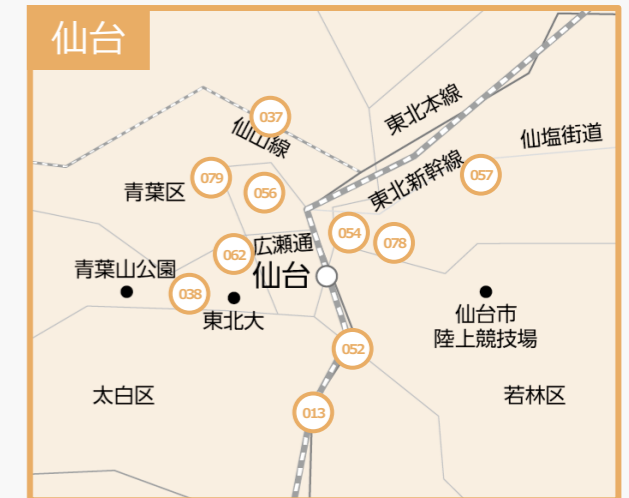 仙台
037
仙山線
東北本線
仙塩街道
東北新幹線
057
079
056
青葉区
054
078
広瀬通
062
仙台
青葉山公園
038
東北大
仙台市
陸上競技場
052
太白区
若林区
013